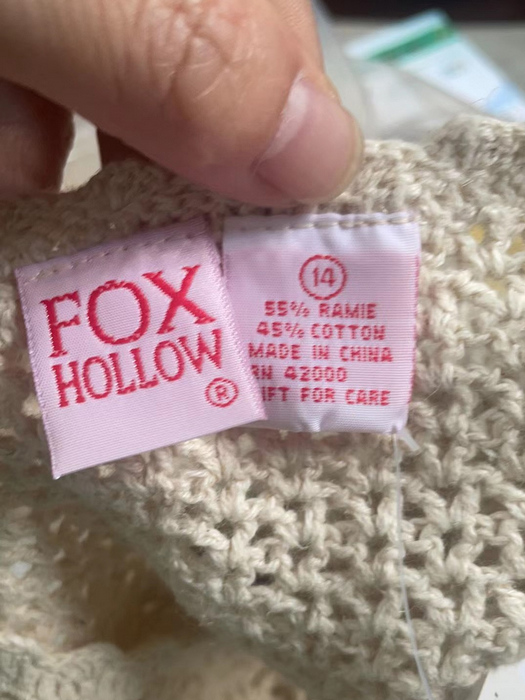 FOX
HOLLOW
®
14
55% RAMIE
45% COTTON
MADE IN CHINA
RN 42000
FOR CARE